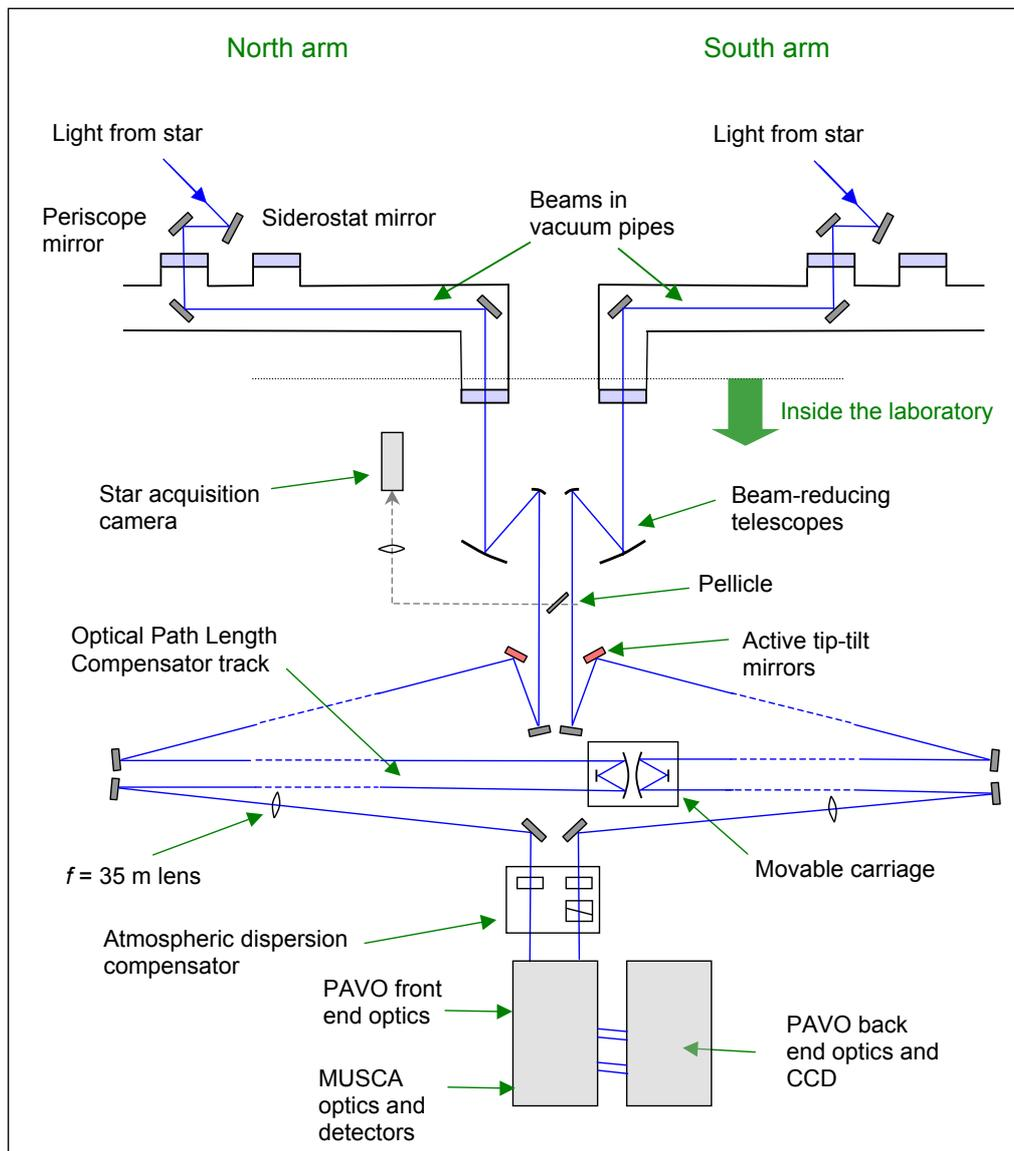 North arm
South arm
Light from star
Light from star
Periscope
mirror
Siderostat mirror
Beams in
vacuum pipes
Inside the laboratory
Star acquisition
camera
Beam-reducing
telescopes
Pellicle
Optical Path Length
Compensator track
Active tip-tilt
mirrors
f = 35 m lens
Movable carriage
Atmospheric dispersion
compensator
PAVO front
end optics
PAVO back
end optics and
CCD
MUSCA
optics and
detectors